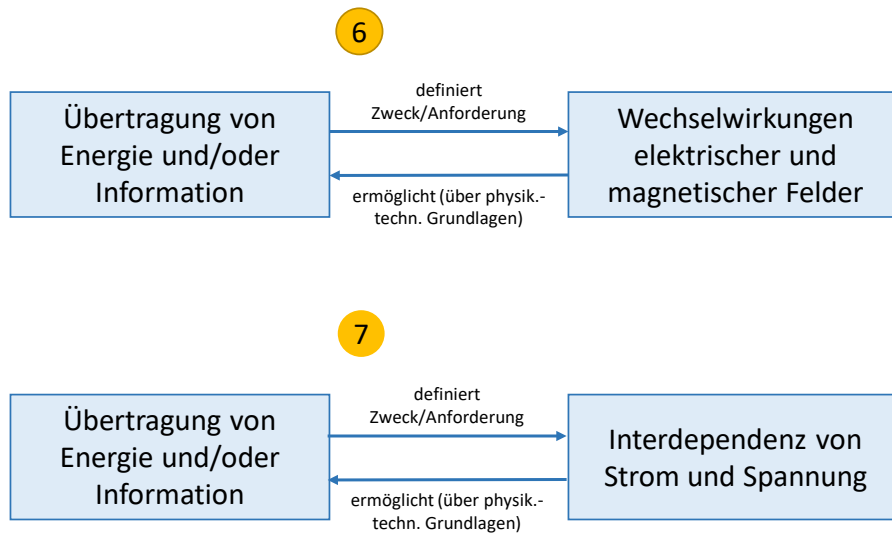 6
definiert
Zweck/Anforderung
Übertragung von
Energie und/oder
Information
Wechselwirkungen
elektrischer und
magnetischer Felder
ermöglicht (über physik.-
techn. Grundlagen)
7
definiert
Zweck/Anforderung
Übertragung von
Energie und/oder
Information
Interdependenz von
Strom und Spannung
ermöglicht (über physik.-
techn. Grundlagen)